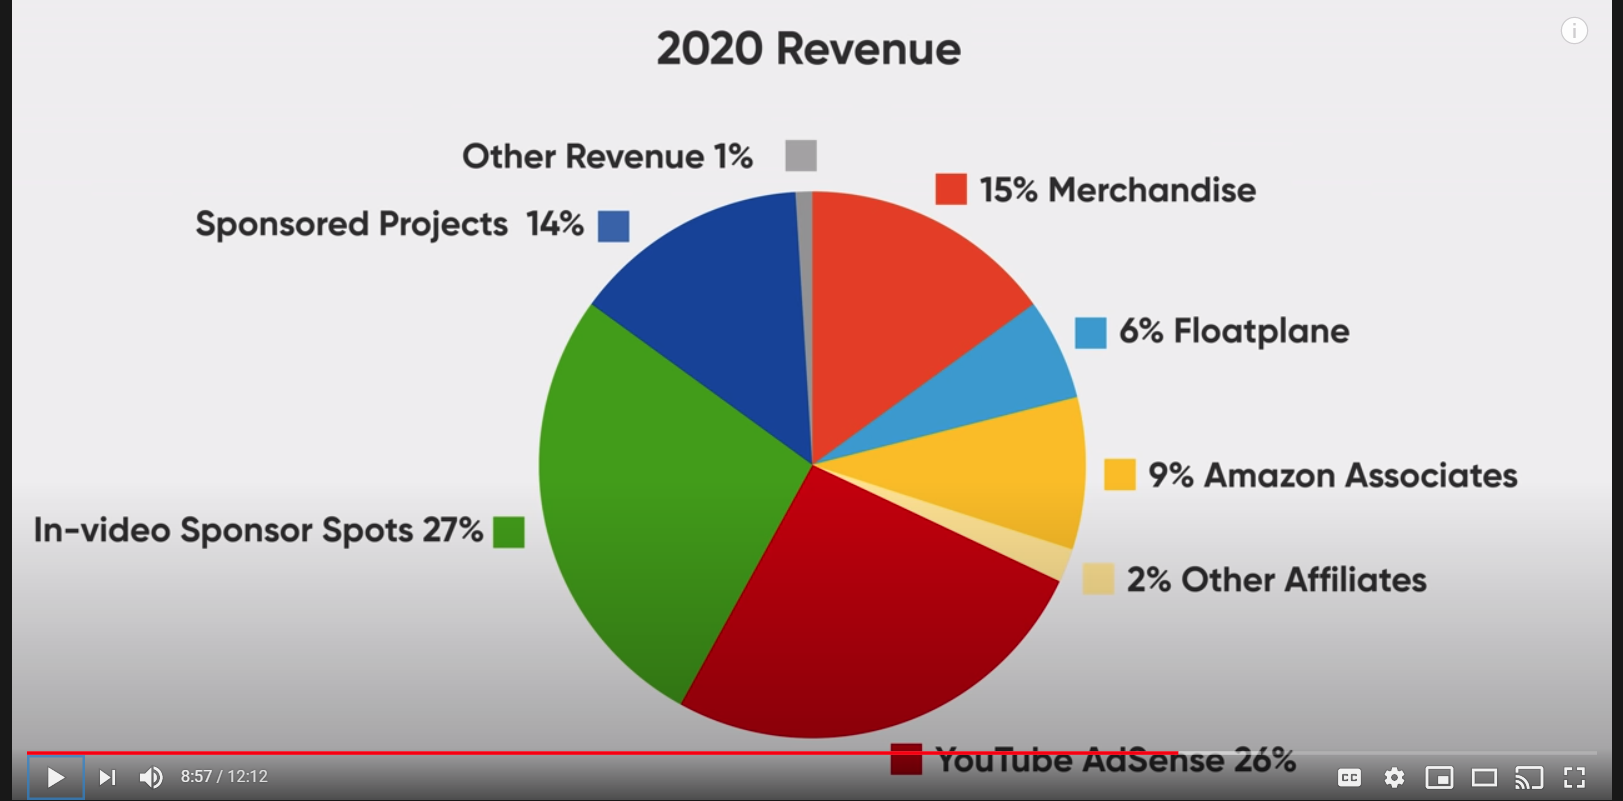 2020 Revenue
Other Revenue 1%
15% Merchandise
Sponsored Projects 14%
6% Floatplane
9% Amazon Associates
In-video Sponsor Spots 27%
2% Other Affiliates
YouTube AdSense 26%
8:57 / 12:12
CC